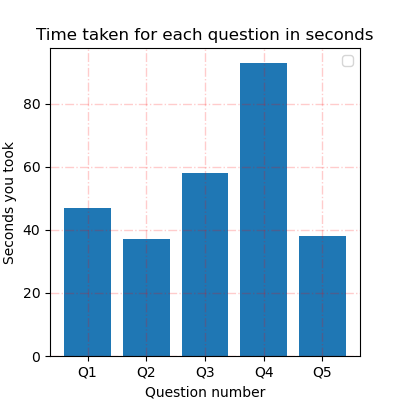 Time taken for each question in seconds
Seconds you took
80
60
40
20
0
Q1 Q2 Q3 Q4 Q5
Question number